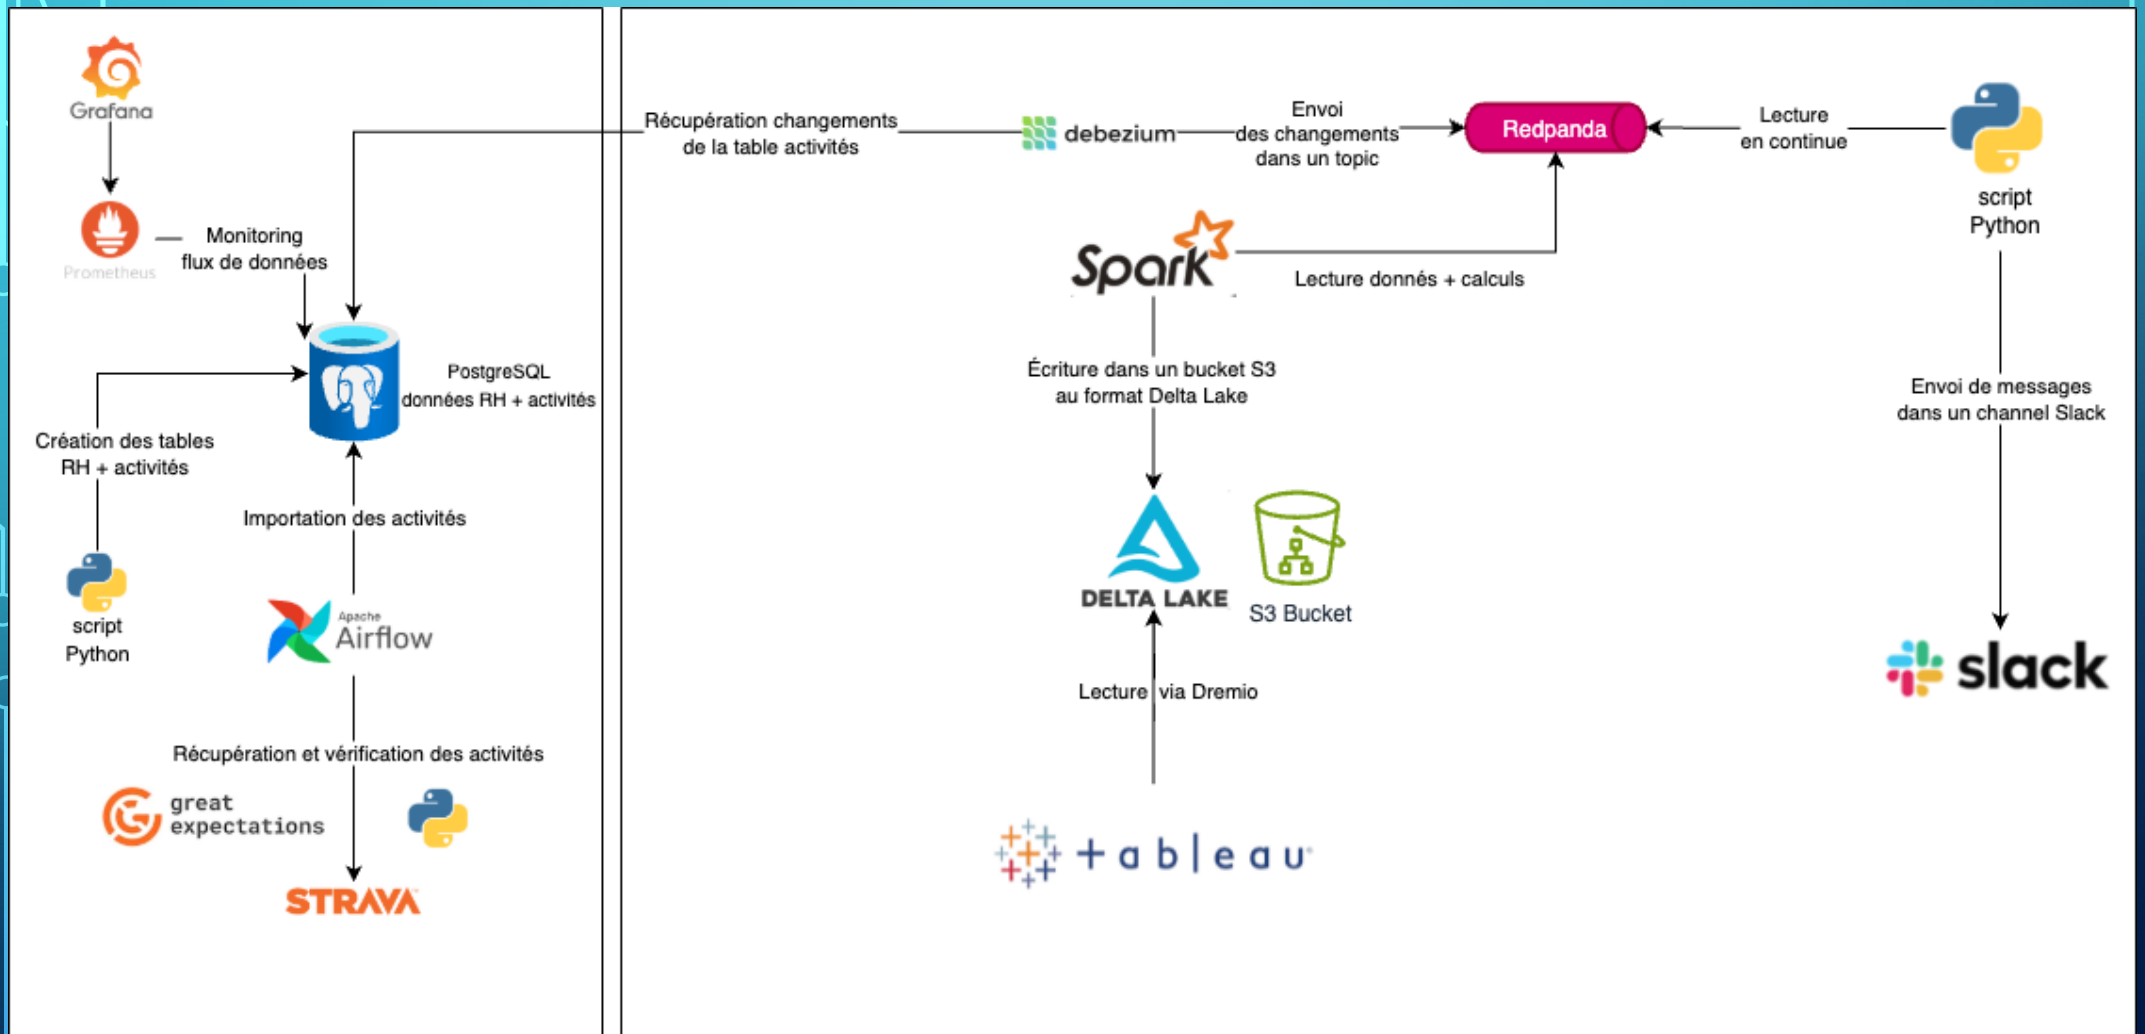 Grafana
Prometheus
Monitoring
flux de données
PostgreSQL
données RH + activités
Création des tables
RH + activités
script
Python
Importation des activités
Apache
Airflow
Récupération et vérification des activités
great
expectations
STRAVA
Récupération changements
de la table activités
debezium
Envoi
des changements
dans un topic
Redpanda
Lecture
en continue
script
Python
Spark
Lecture donnés + calculs
Écriture dans un bucket S3
au format Delta Lake
DELTA LAKE
S3 Bucket
Lecture via Dremio
+ableau
Envoi de messages
dans un channel Slack
slack